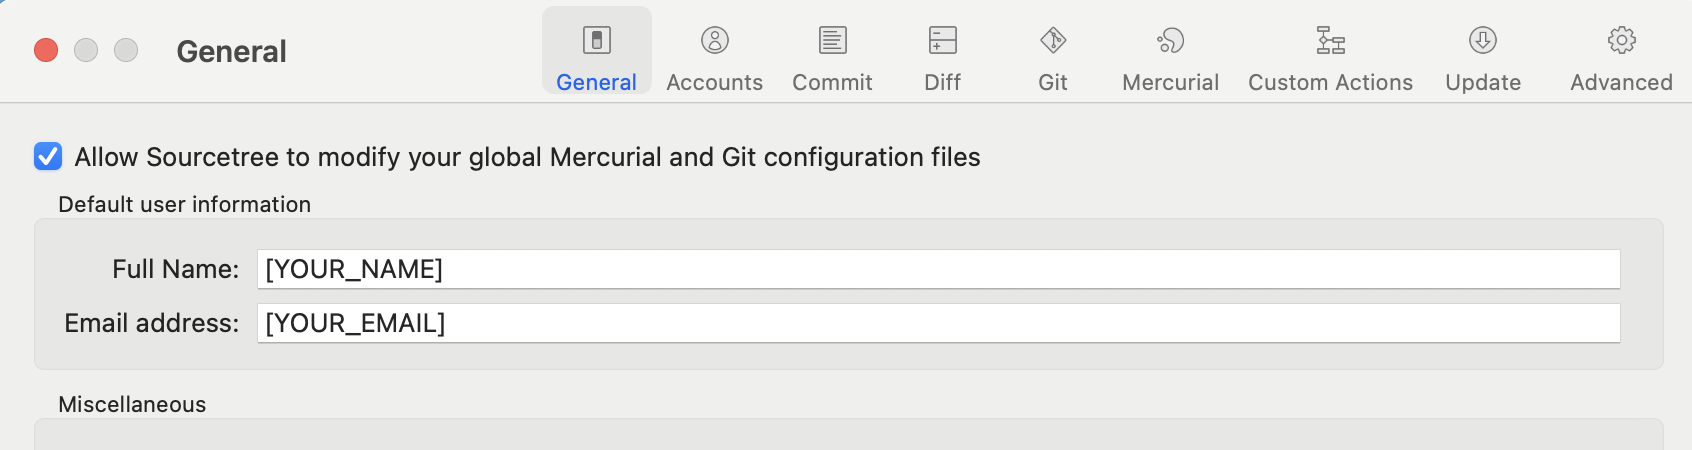 General
General Accounts Commit Diff Git Mercurial Custom Actions Update Advanced
Allow Sourcetree to modify your global Mercurial and Git configuration files
Default user information
Full Name: [YOUR_NAME]
Email address: [YOUR_EMAIL]
Miscellaneous